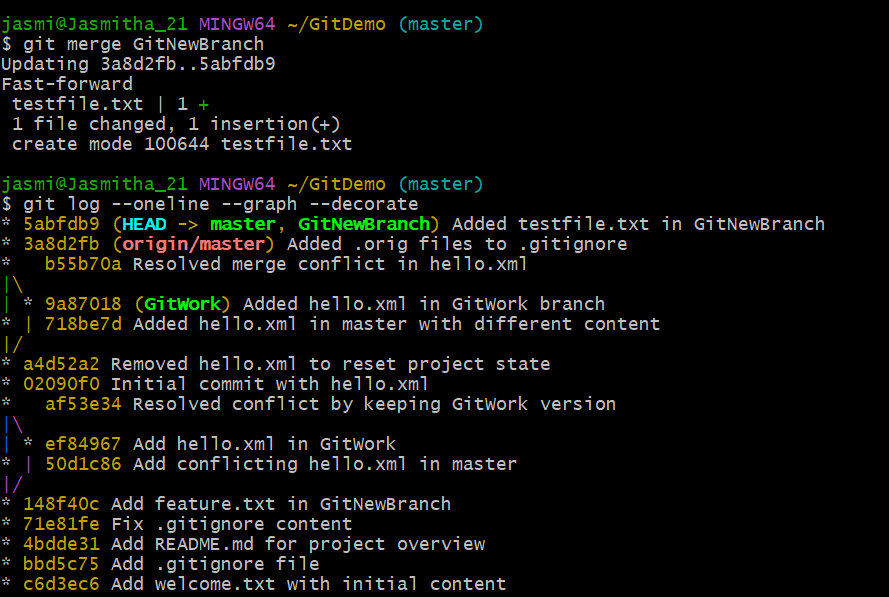 jasmi@Jasmitha_21 MINGW64 ~/GitDemo (master)
$ git merge GitNewBranch
Updating 3a8d2fb..5abfdb9
Fast-forward
 testfile.txt | 1 +
 1 file changed, 1 insertion(+)
 create mode 100644 testfile.txt

jasmi@Jasmitha_21 MINGW64 ~/GitDemo (master)
$ git log --oneline --graph --decorate
* 5abfdb9 (HEAD -> master, GitNewBranch) Added testfile.txt in GitNewBranch
* 3a8d2fb (origin/master) Added .orig files to .gitignore
*   b55b70a Resolved merge conflict in hello.xml
|\
| * 9a87018 (GitWork) Added hello.xml in GitWork branch
* | 718be7d Added hello.xml in master with different content
|/
* a4d52a2 Removed hello.xml to reset project state
* 02090f0 Initial commit with hello.xml
*   af53e34 Resolved conflict by keeping GitWork version
|\
| * ef84967 Add hello.xml in GitWork
* | 50d1c86 Add conflicting hello.xml in master
|/
* 148f40c Add feature.txt in GitNewBranch
* 71e81fe Fix .gitignore content
* 4bdde31 Add README.md for project overview
* bbd5c75 Add .gitignore file
* c6d3ec6 Add welcome.txt with initial content